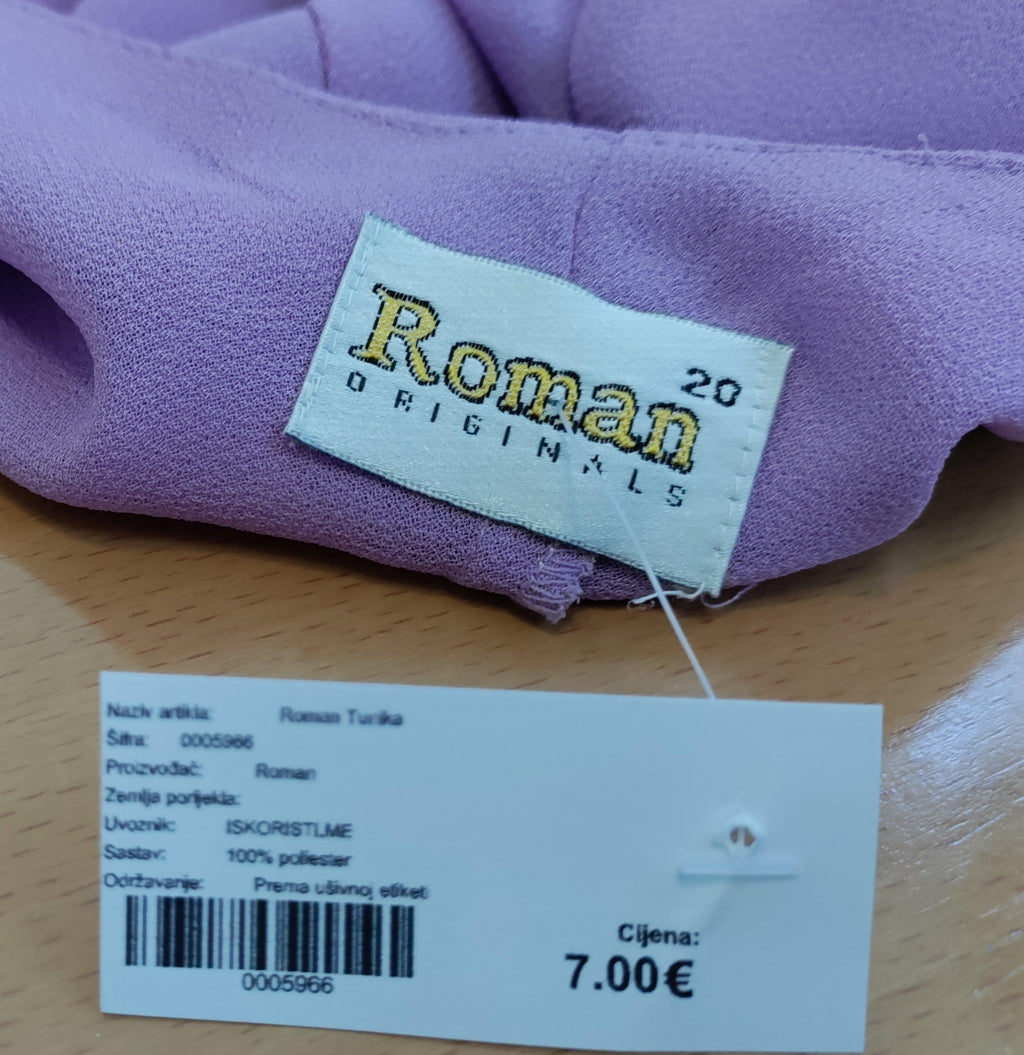 Roman
20
ORIGINALS
Naziv artikla: Roman Tunika
Šifra: 0005966
Proizvođač: Roman
Zemlja porijekla:
Uvoznik: ISKORISTI.ME
Sastav: 100% poliester
Održavanje: Prema ušivnoj etiketi
0005966
Cijena:
7.00€